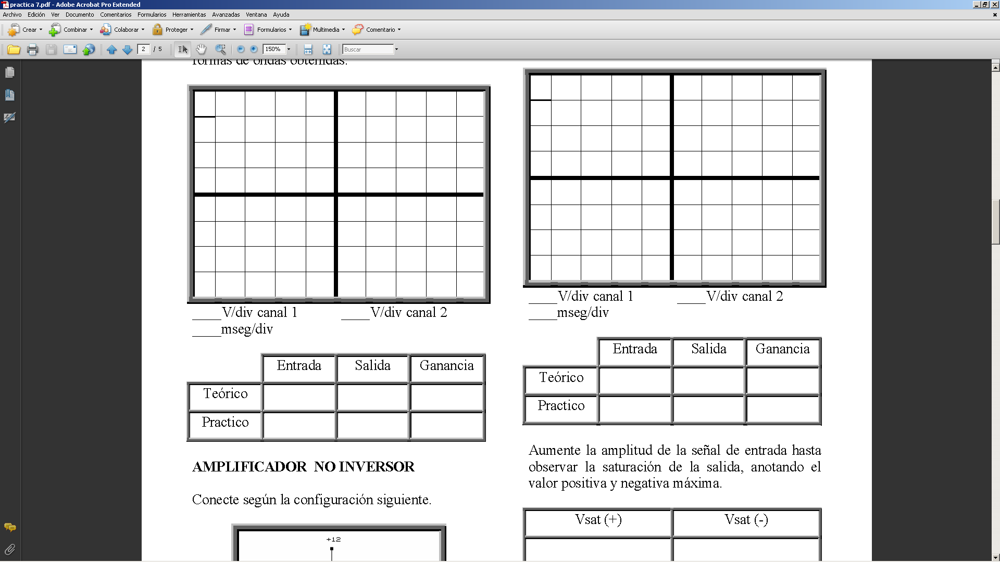 practica 7.pdf - Adobe Acrobat Pro Extended
Archivo Edición Ver Documento Comentarios Formularios Herramientas Avanzadas Ventana Ayuda
Crear Combinar Colaborar Proteger Firmar Formularios Multimedia Comentario
2 / 5 150% Buscar
formas de ondas obtenidas.
____V/div canal 1 ____V/div canal 2
____mseg/div
Entrada Salida Ganancia
Teórico
Practico
AMPLIFICADOR NO INVERSOR
Conecte según la configuración siguiente.
+12
____V/div canal 1 ____V/div canal 2
____mseg/div
Entrada Salida Ganancia
Teórico
Practico
Aumente la amplitud de la señal de entrada hasta
observar la saturación de la salida, anotando el
valor positiva y negativa máxima.
Vsat (+) Vsat (-)